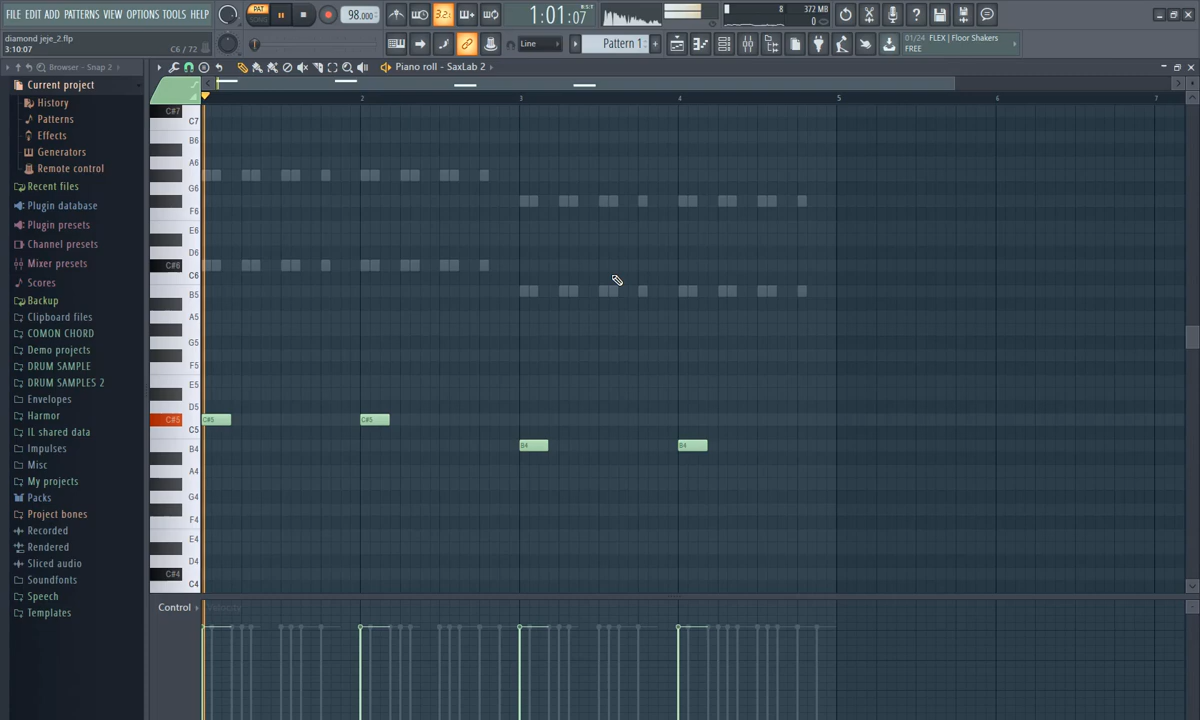 FILE EDIT ADD PATTERNS VIEW OPTIONS TOOLS HELP
PAT
SONG
98.000
3.2
1:01:07
B:S:T
8
372 MB
0
diamond jeje_2.flp
3:10:07
C6 / 72
Line
Pattern 1
01/24 FLEX | Floor Shakers
FREE
Browser - Snap 2
Piano roll - SaxLab 2
Current project
History
Patterns
Effects
Generators
Remote control
Recent files
Plugin database
Plugin presets
Channel presets
Mixer presets
Scores
Backup
Clipboard files
COMON CHORD
Demo projects
DRUM SAMPLE
DRUM SAMPLES 2
Envelopes
Harmor
IL shared data
Impulses
Misc
My projects
Packs
Project bones
Recorded
Rendered
Sliced audio
Soundfonts
Speech
Templates
2 3 4 5 6 7
C#7
C7
B6
A6
G6
F6
E6
D6
C#6
C6
B5
A5
G5
F5
E5
D5
C#5
C5
B4
A4
G4
F4
E4
D4
C#4
C4
C#5
C#5
B4
B4
Control
Velocity